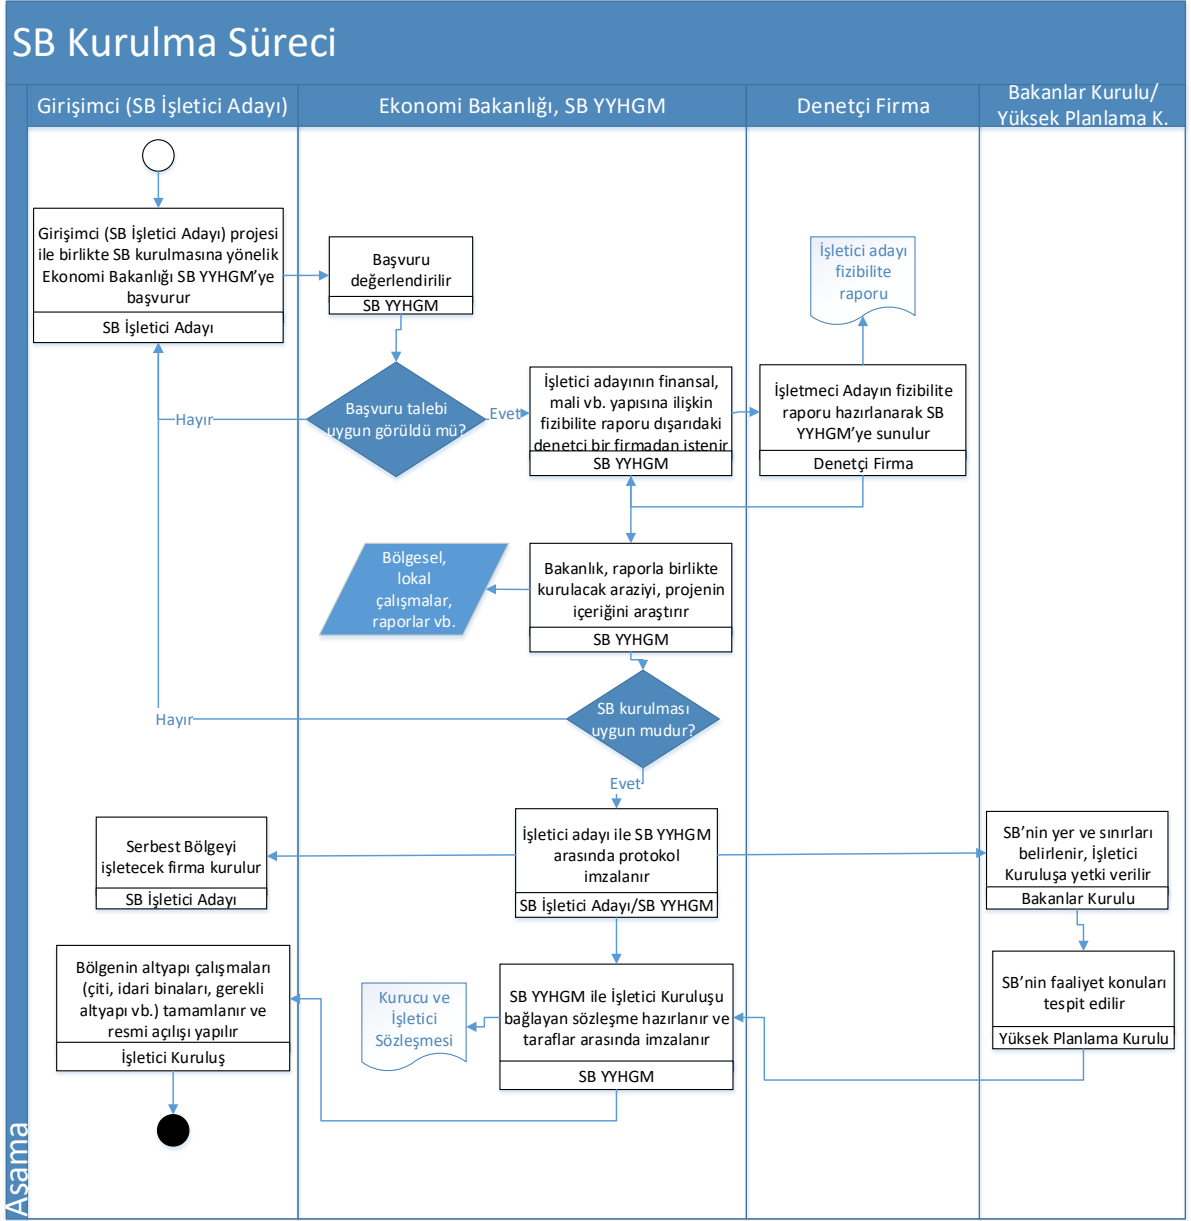 SB Kurulma Süreci
Girişimci (SB İşletici Adayı)
Ekonomi Bakanlığı, SB YYHGM
Denetçi Firma
Bakanlar Kurulu/
Yüksek Planlama K.
Girişimci (SB İşletici Adayı) projesi
ile birlikte SB kurulmasına yönelik
Ekonomi Bakanlığı SB YYHGM’ye
başvurur
SB İşletici Adayı
Başvuru
değerlendirilir
SB YYHGM
İşletici adayı
fizibilite
raporu
Başvuru talebi
uygun görüldü mü?
Hayır
Evet
İşletici adayının finansal,
mali vb. yapısına ilişkin
fizibilite raporu dışarıdaki
denetci bir firmadan istenir
SB YYHGM
İşletmeci Adayın fizibilite
raporu hazırlanarak SB
YYHGM’ye sunulur
Denetçi Firma
Bölgesel,
lokal
çalışmalar,
raporlar vb.
Bakanlık, raporla birlikte
kurulacak araziyi, projenin
içeriğini araştırır
SB YYHGM
SB kurulması
uygun mudur?
Hayır
Evet
Serbest Bölgeyi
işletecek firma kurulur
SB İşletici Adayı
İşletici adayı ile SB YYHGM
arasında protokol
imzalanır
SB İşletici Adayı/SB YYHGM
SB’nin yer ve sınırları
belirlenir, İşletici
Kuruluşa yetki verilir
Bakanlar Kurulu
Bölgenin altyapı çalışmaları
(çiti, idari binaları, gerekli
altyapı vb.) tamamlanır ve
resmi açılışı yapılır
İşletici Kuruluş
Kurucu ve
İşletici
Sözleşmesi
SB YYHGM ile İşletici Kuruluşu
bağlayan sözleşme hazırlanır ve
taraflar arasında imzalanır
SB YYHGM
SB’nin faaliyet konuları
tespit edilir
Yüksek Planlama Kurulu
Aşama